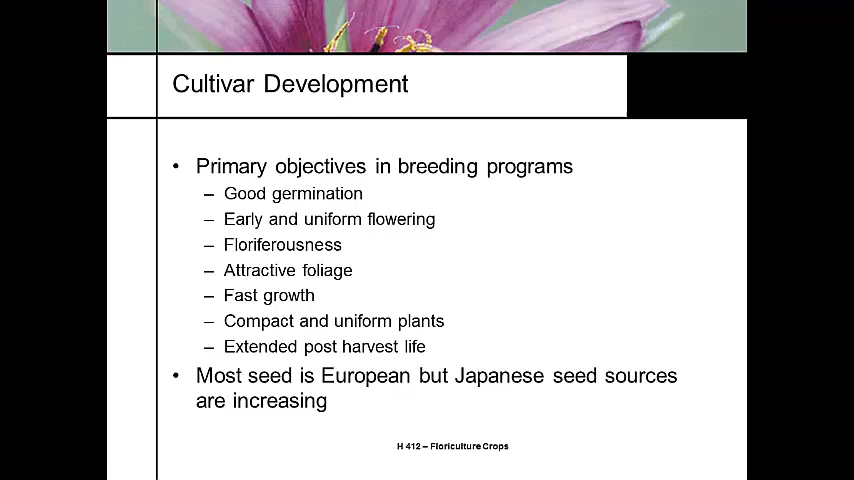 Cultivar Development
• Primary objectives in breeding programs
– Good germination
– Early and uniform flowering
– Floriferousness
– Attractive foliage
– Fast growth
– Compact and uniform plants
– Extended post harvest life
• Most seed is European but Japanese seed sources
are increasing
H 412 – Floriculture Crops